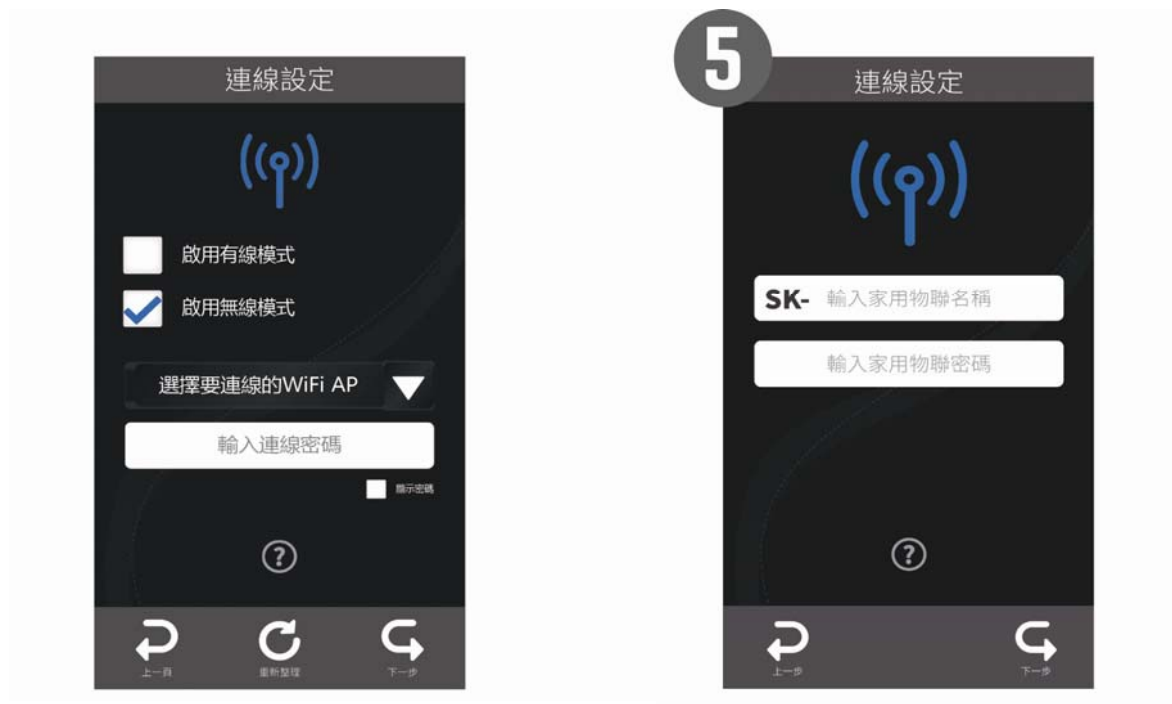 連線設定
啟用有線模式
啟用無線模式
選擇要連線的WiFi AP
輸入連線密碼
顯示密碼
?
上一頁
重新整理
下一步
5
連線設定
SK- 輸入家用物聯名稱
輸入家用物聯密碼
?
上一步
下一步